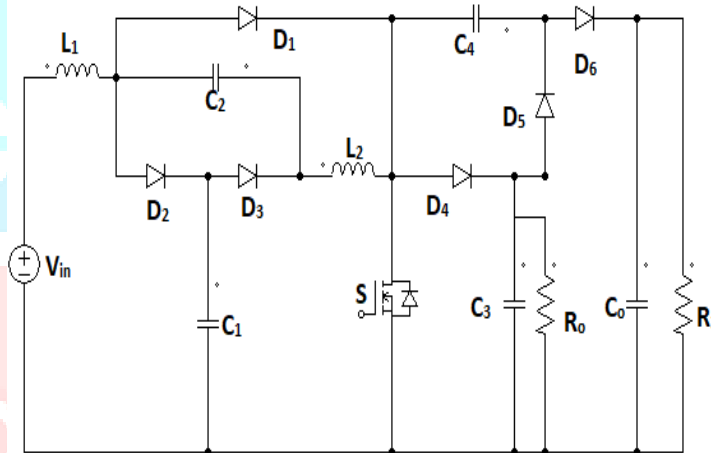 L₁
D₁
C₄
D₆
C₂
D₅
L₂
D₂
D₃
D₄
Vᵢₙ
S
C₁
C₃
Rₒ
Cₒ
R